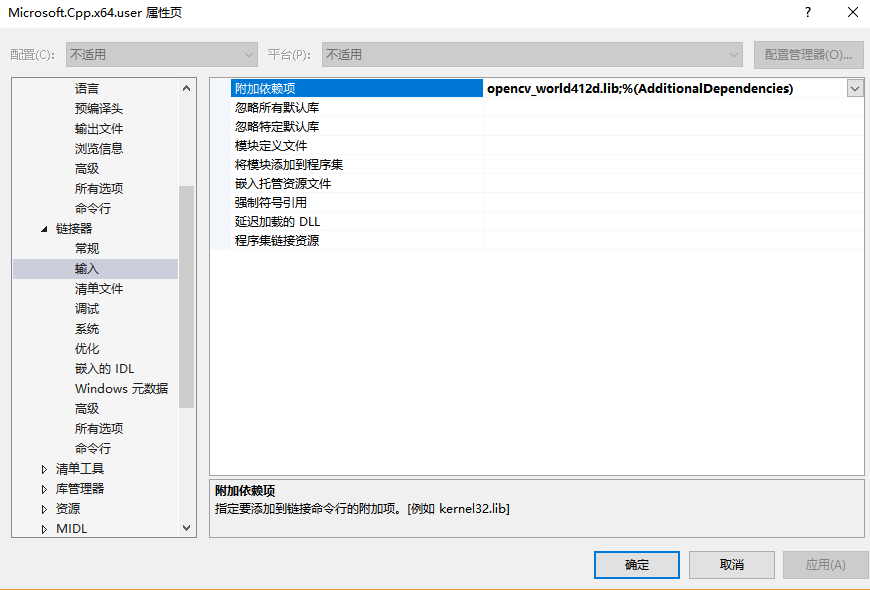 Microsoft.Cpp.x64.user 属性页
配置(C): 不适用 平台(P): 不适用 配置管理器(O)...
语言
预编译头
输出文件
浏览信息
高级
所有选项
命令行
链接器
常规
输入
清单文件
调试
系统
优化
嵌入的 IDL
Windows 元数据
高级
所有选项
命令行
清单工具
库管理器
资源
MIDL
附加依赖项 opencv_world412d.lib;%(AdditionalDependencies)
忽略所有默认库
忽略特定默认库
模块定义文件
将模块添加到程序集
嵌入托管资源文件
强制符号引用
延迟加载的 DLL
程序集链接资源
附加依赖项
指定要添加到链接命令行的附加项。[例如 kernel32.lib]
确定 取消 应用(A)